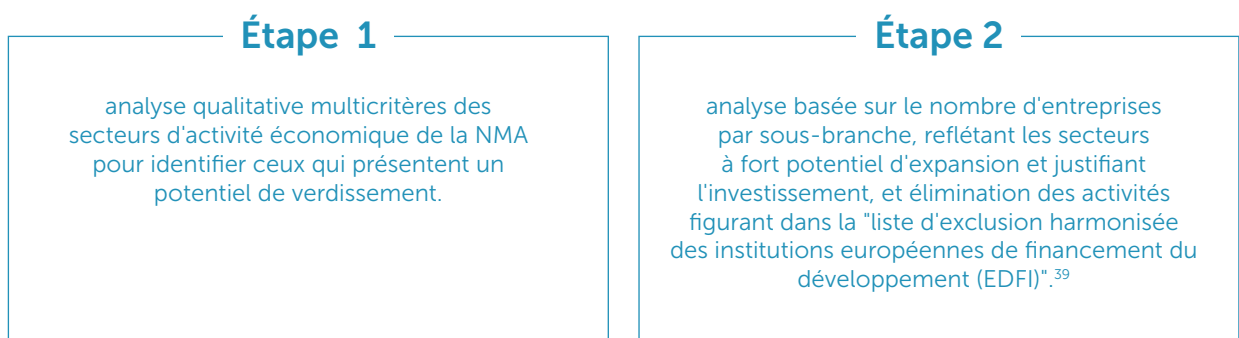 Étape 1
analyse qualitative multicritères des
secteurs d'activité économique de la NMA
pour identifier ceux qui présentent un
potentiel de verdissement.
Étape 2
analyse basée sur le nombre d'entreprises
par sous-branche, reflétant les secteurs
à fort potentiel d'expansion et justifiant
l'investissement, et élimination des activités
figurant dans la "liste d'exclusion harmonisée
des institutions européennes de financement du
développement (EDFI)".³⁹